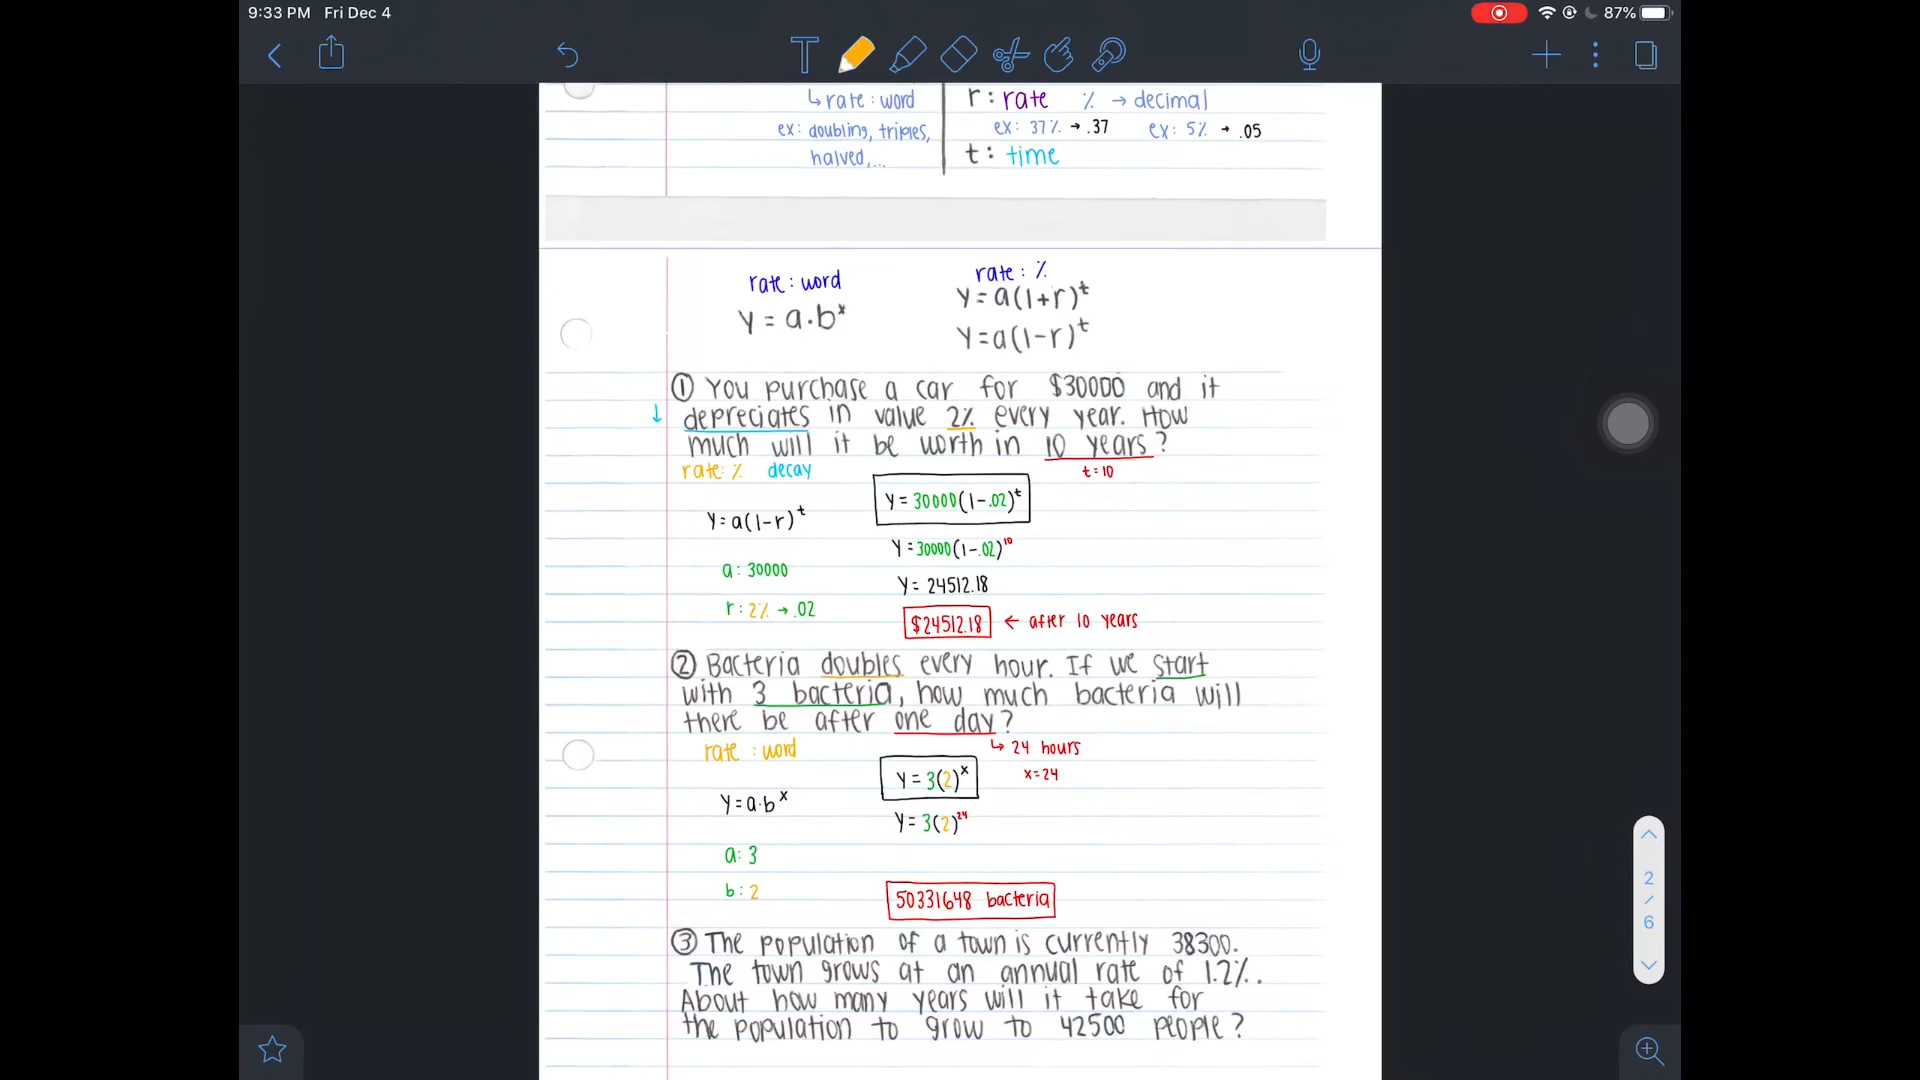 9:33 PM Fri Dec 4
87%
↳ rate : word
ex: doubling, triples,
halved,...
r : rate % → decimal
ex: 37% → .37 ex: 5% → .05
t : time
rate : word
y = a·b^x
rate : %
y = a(1+r)^t
y = a(1-r)^t
① You purchase a car for $30000 and it
↓ depreciates in value 2% every year. How
much will it be worth in 10 years?
rate: % decay
t = 10
y = a(1-r)^t
a : 30000
r : 2% → .02
y = 30000(1-.02)^t
y = 30000(1-.02)^10
y = 24512.18
$24512.18 ← after 10 years
② Bacteria doubles every hour. If we start
with 3 bacteria, how much bacteria will
there be after one day?
rate : word
↳ 24 hours
x = 24
y = a·b^x
a: 3
b : 2
y = 3(2)^x
y = 3(2)^24
50331648 bacteria
③ The population of a town is currently 38300.
The town grows at an annual rate of 1.2%.
About how many years will it take for
the population to grow to 42500 people?
2
/
6